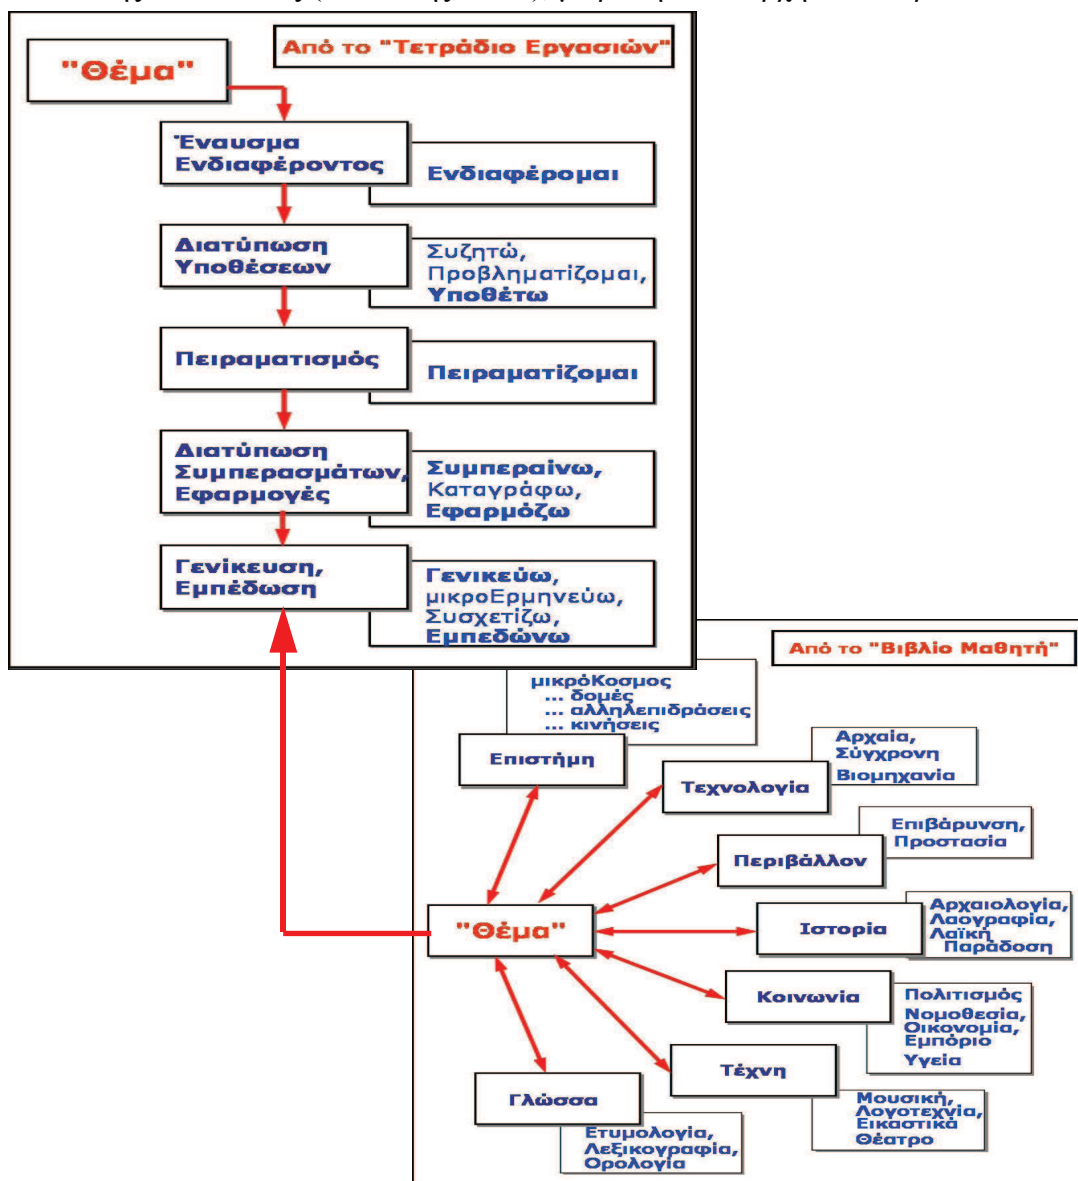 Από το "Τετράδιο Εργασιών"
"Θέμα"
Έναυσμα
Ενδιαφέροντος
Ενδιαφέρομαι
Διατύπωση
Υποθέσεων
Συζητώ,
Προβληματίζομαι,
Υποθέτω
Πειραματισμός
Πειραματίζομαι
Διατύπωση
Συμπερασμάτων,
Εφαρμογές
Συμπεραίνω,
Καταγράφω,
Εφαρμόζω
Γενίκευση,
Εμπέδωση
Γενικεύω,
μικροΕρμηνεύω,
Συσχετίζω,
Εμπεδώνω
Από το "Βιβλίο Μαθητή"
μικρόΚοσμος
... δομές
... αλληλεπιδράσεις
... κινήσεις
Επιστήμη
Αρχαία,
Σύγχρονη
Βιομηχανία
Τεχνολογία
Επιβάρυνση,
Προστασία
Περιβάλλον
"Θέμα"
Ιστορία
Αρχαιολογία,
Λαογραφία,
Λαϊκή
Παράδοση
Κοινωνία
Πολιτισμός
Νομοθεσία,
Οικονομία,
Εμπόριο
Υγεία
Τέχνη
Μουσική,
Λογοτεχνία,
Εικαστικά
Θέατρο
Γλώσσα
Ετυμολογία,
Λεξικογραφία,
Ορολογία